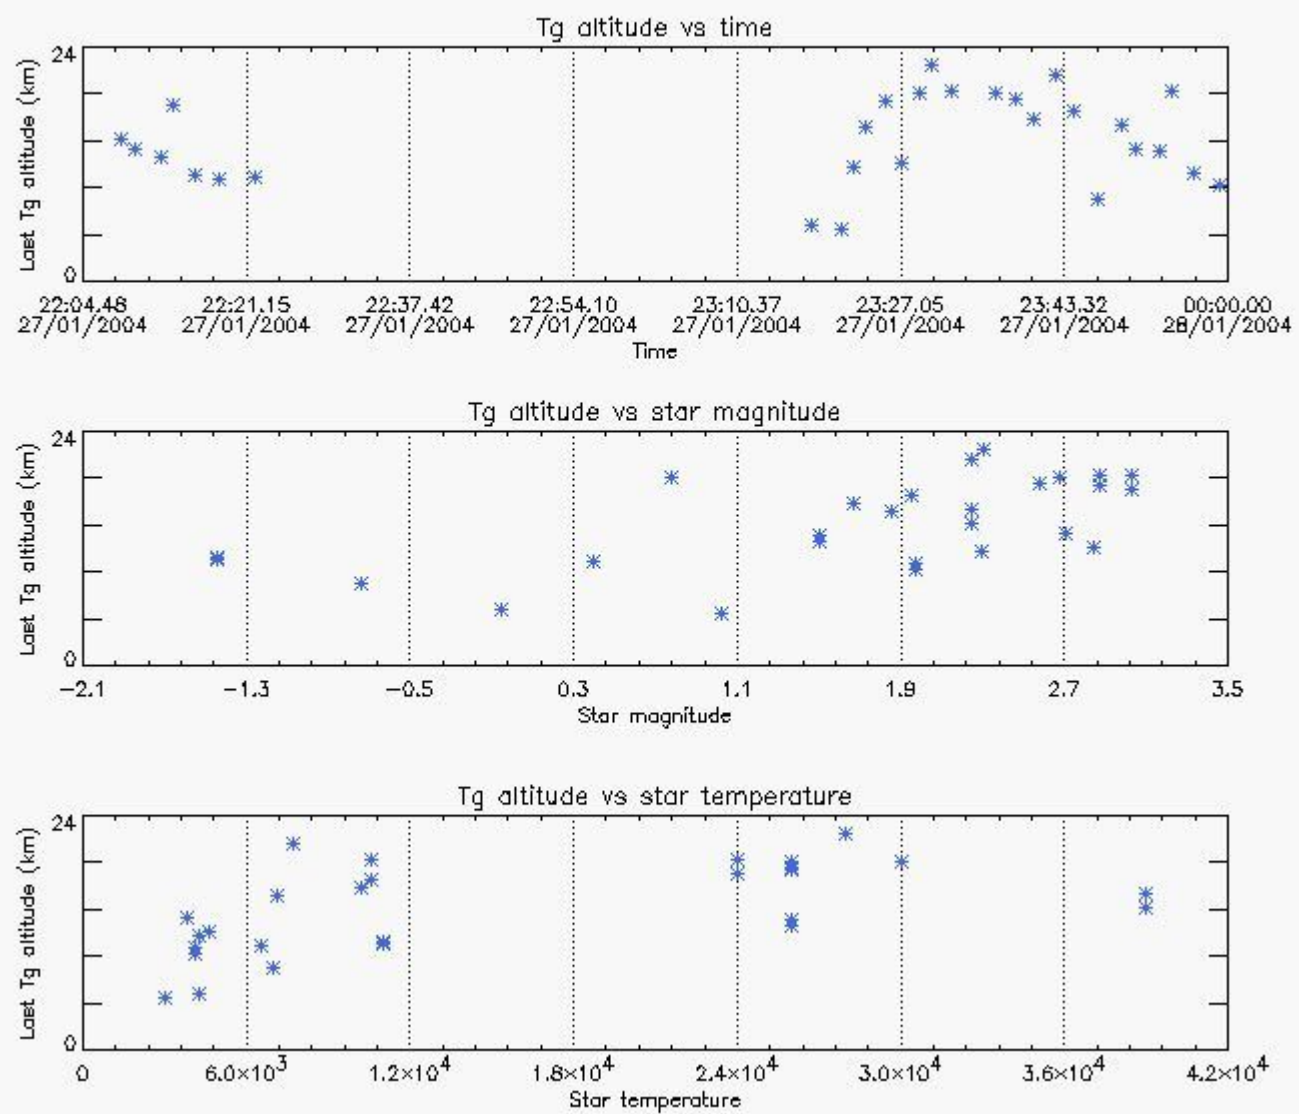 Tg altitude vs time
Last Tg altitude (km)
24
0
22:04.48 22:21.15 22:37.42 22:54.10 23:10.37 23:27.05 23:43.32 00:00.00
27/01/2004 27/01/2004 27/01/2004 27/01/2004 27/01/2004 27/01/2004 27/01/2004 28/01/2004
Time
Tg altitude vs star magnitude
Last Tg altitude (km)
24
0
-2.1 -1.3 -0.5 0.3 1.1 1.9 2.7 3.5
Star magnitude
Tg altitude vs star temperature
Last Tg altitude (km)
24
0
0 6.0×10³ 1.2×10⁴ 1.8×10⁴ 2.4×10⁴ 3.0×10⁴ 3.6×10⁴ 4.2×10⁴
Star temperature